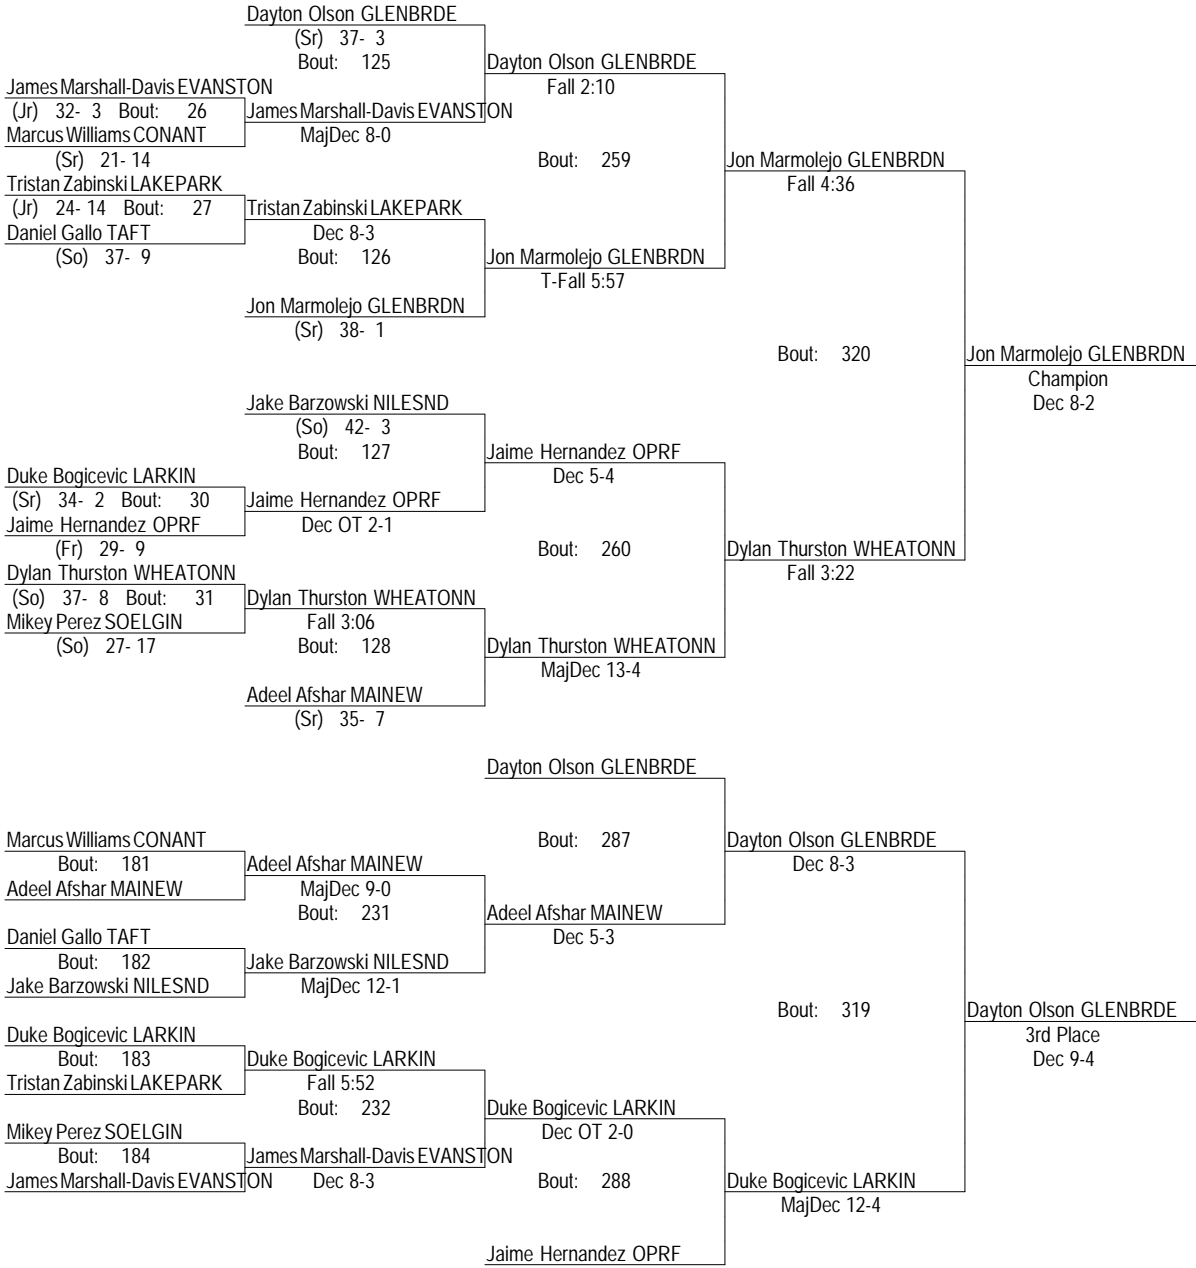 Dayton Olson GLENBRDE
(Sr) 37- 3
Bout: 125
Dayton Olson GLENBRDE
Fall 2:10
James Marshall-Davis EVANSTON
(Jr) 32- 3 Bout: 26
James Marshall-Davis EVANSTON
Marcus Williams CONANT
MajDec 8-0
(Sr) 21- 14
Bout: 259
Jon Marmolejo GLENBRDN
Fall 4:36
Tristan Zabinski LAKEPARK
(Jr) 24- 14 Bout: 27
Tristan Zabinski LAKEPARK
Daniel Gallo TAFT
Dec 8-3
(So) 37- 9
Bout: 126
Jon Marmolejo GLENBRDN
T-Fall 5:57
Jon Marmolejo GLENBRDN
(Sr) 38- 1
Bout: 320
Jon Marmolejo GLENBRDN
Champion
Dec 8-2
Jake Barzowski NILESND
(So) 42- 3
Bout: 127
Jaime Hernandez OPRF
Dec 5-4
Duke Bogicevic LARKIN
(Sr) 34- 2 Bout: 30
Jaime Hernandez OPRF
Jaime Hernandez OPRF
Dec OT 2-1
(Fr) 29- 9
Bout: 260
Dylan Thurston WHEATONN
Fall 3:22
Dylan Thurston WHEATONN
(So) 37- 8 Bout: 31
Dylan Thurston WHEATONN
Mikey Perez SOELGIN
Fall 3:06
(So) 27- 17
Bout: 128
Dylan Thurston WHEATONN
MajDec 13-4
Adeel Afshar MAINEW
(Sr) 35- 7
Dayton Olson GLENBRDE
Bout: 287
Dayton Olson GLENBRDE
Dec 8-3
Marcus Williams CONANT
Bout: 181
Adeel Afshar MAINEW
Adeel Afshar MAINEW
MajDec 9-0
Bout: 231
Adeel Afshar MAINEW
Dec 5-3
Daniel Gallo TAFT
Bout: 182
Jake Barzowski NILESND
Jake Barzowski NILESND
MajDec 12-1
Bout: 319
Dayton Olson GLENBRDE
3rd Place
Dec 9-4
Duke Bogicevic LARKIN
Bout: 183
Duke Bogicevic LARKIN
Tristan Zabinski LAKEPARK
Fall 5:52
Bout: 232
Duke Bogicevic LARKIN
Dec OT 2-0
Mikey Perez SOELGIN
Bout: 184
James Marshall-Davis EVANSTON
James Marshall-Davis EVANSTON
Dec 8-3
Bout: 288
Duke Bogicevic LARKIN
MajDec 12-4
Jaime Hernandez OPRF